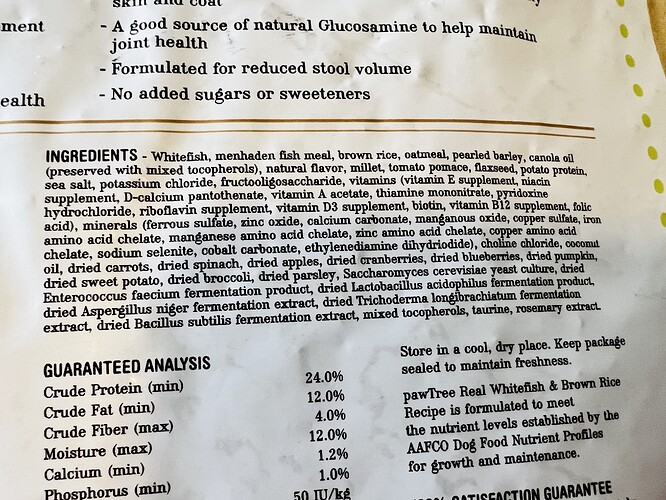 skin and coat
ment - A good source of natural Glucosamine to help maintain
joint health
- Formulated for reduced stool volume
ealth - No added sugars or sweeteners
INGREDIENTS - Whitefish, menhaden fish meal, brown rice, oatmeal, pearled barley, canola oil
(preserved with mixed tocopherols), natural flavor, millet, tomato pomace, flaxseed, potato protein,
sea salt, potassium chloride, fructooligosaccharide, vitamins (vitamin E supplement, niacin
supplement, D-calcium pantothenate, vitamin A acetate, thiamine mononitrate, pyridoxine
hydrochloride, riboflavin supplement, vitamin D3 supplement, biotin, vitamin B12 supplement, folic
acid), minerals (ferrous sulfate, zinc oxide, calcium carbonate, manganous oxide, copper sulfate, iron
amino acid chelate, manganese amino acid chelate, zinc amino acid chelate, copper amino acid
chelate, sodium selenite, cobalt carbonate, ethylenediamine dihydriodide), choline chloride, coconut
oil, dried carrots, dried spinach, dried apples, dried cranberries, dried blueberries, dried pumpkin,
dried sweet potato, dried broccoli, dried parsley, Saccharomyces cerevisiae yeast culture, dried
Enterococcus faecium fermentation product, dried Lactobacillus acidophilus fermentation product,
dried Aspergillus niger fermentation extract, dried Trichoderma longibrachiatum fermentation
extract, dried Bacillus subtilis fermentation extract, mixed tocopherols, taurine, rosemary extract.
GUARANTEED ANALYSIS
Crude Protein (min) 24.0%
Crude Fat (min) 12.0%
Crude Fiber (max) 4.0%
Moisture (max) 12.0%
Calcium (min) 1.2%
Phosphorus (min) 1.0%
50 IU/kg
Store in a cool, dry place. Keep package
sealed to maintain freshness.
pawTree Real Whitefish & Brown Rice
Recipe is formulated to meet
the nutrient levels established by the
AAFCO Dog Food Nutrient Profiles
for growth and maintenance.
SATISFACTION GUARANTEE